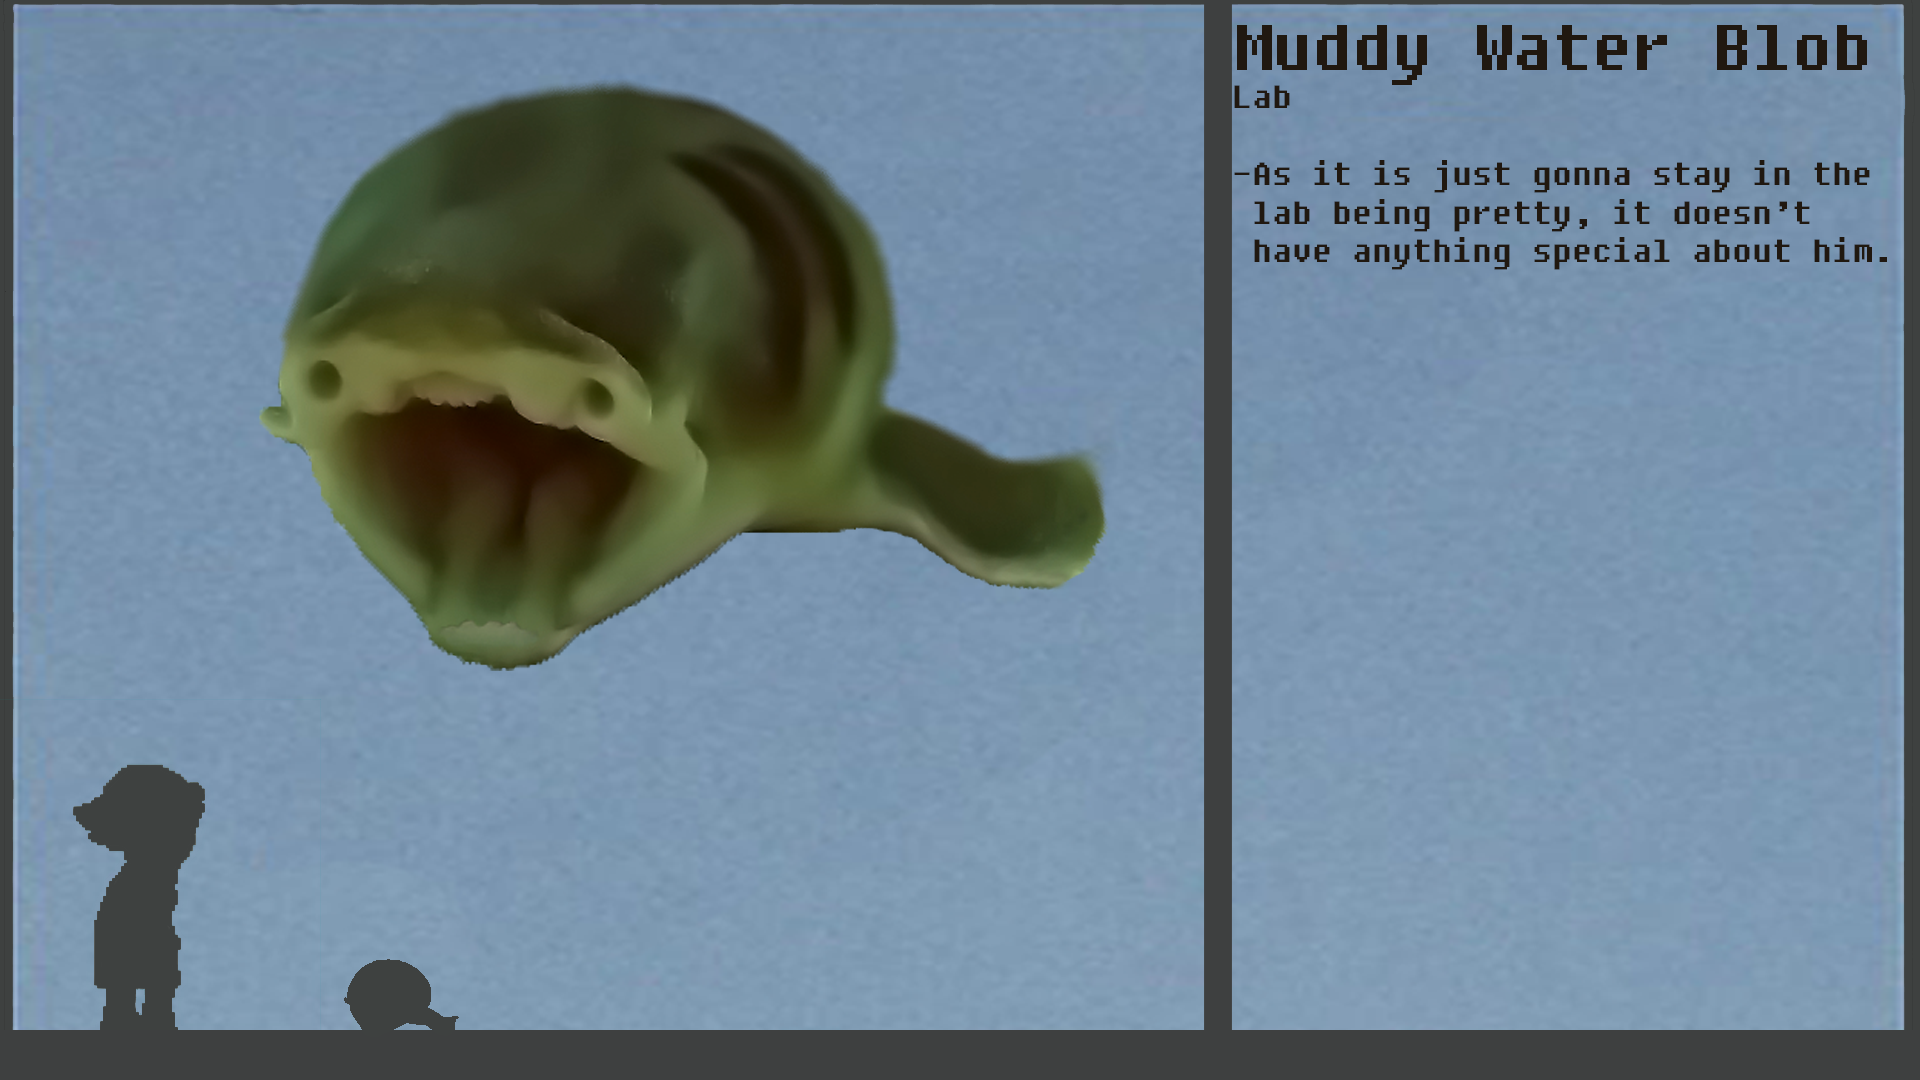 Muddy Water Blob
Lab
-As it is just gonna stay in the
lab being pretty, it doesn't
have anything special about him.